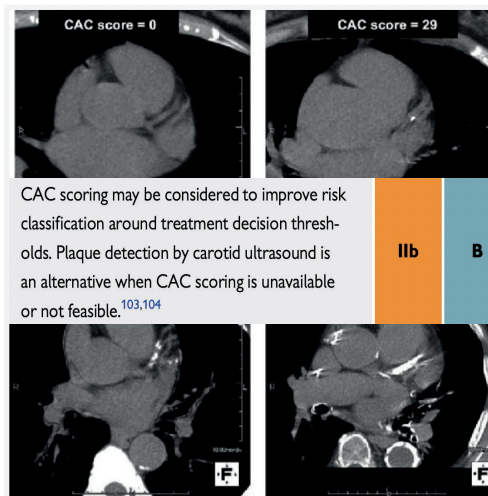 CAC score = 0
CAC score = 29
CAC scoring may be considered to improve risk
classification around treatment decision thresh-
olds. Plaque detection by carotid ultrasound is
an alternative when CAC scoring is unavailable
or not feasible.103,104
IIb
B
R
R
F
F